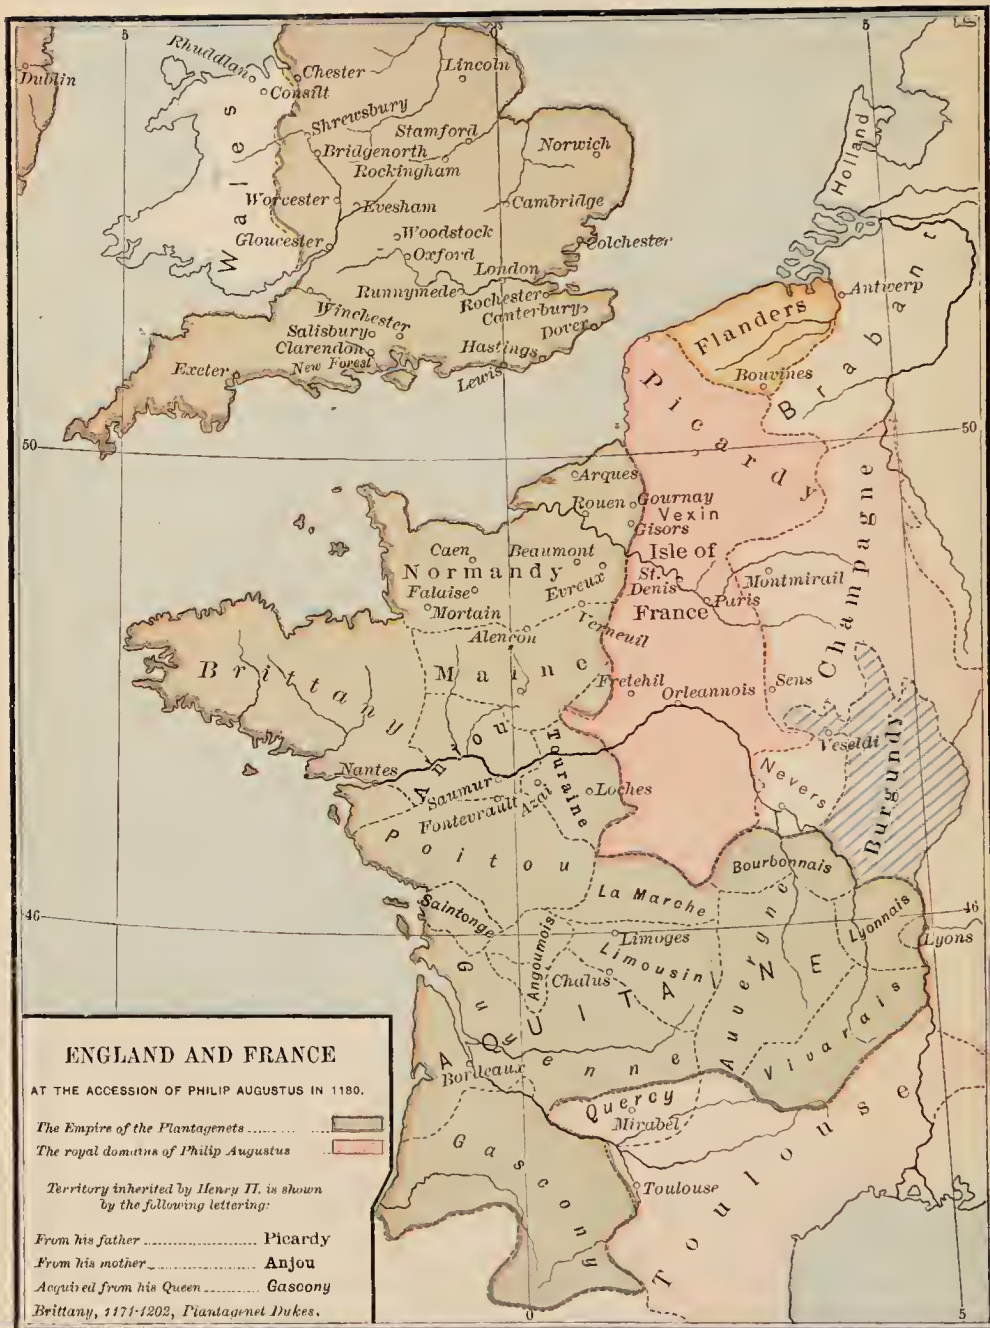 5
0
5
Dublin
Rhuddlan
Chester
Consilt
Lincoln
Wales
Shrewsbury
Stamford
Bridgenorth
Rockingham
Norwich
Worcester
Evesham
Cambridge
Gloucester
Woodstock
Oxford
Colchester
London
Runnymede
Rochester
Winchester
Canterbury
Salisbury
Dover
Clarendon
Hastings
Exeter
New Forest
Lewis
Holland
Antwerp
Flanders
Brabant
Bouvines
Picardy
50
50
Arques
Rouen
Gournay
Vexin
Gisors
Champagne
Caen
Beaumont
Isle of
France
Normandy
St.
Denis
Montmirail
Falaise
Evreux
Paris
Mortain
Alencon
Verneuil
Brittany
Maine
Fretehil
Orleannois
Sens
Anjou
Touraine
Veseldi
Burgundy
Nantes
Saumur
Fontevrault
Azai
Loches
Nevers
Poitou
Bourbonnais
La Marche
Saintonge
Lyonnais
46
46
Lyons
Angoumois
Limoges
Limousin
Chalus
Auvergne
AQUITAINE
Guyenne
Vivarais
Bordeaux
Quercy
Mirabel
Gascony
Toulouse
Toulouse
0
5
ENGLAND AND FRANCE
AT THE ACCESSION OF PHILIP AUGUSTUS IN 1180.
The Empire of the Plantagenets
The royal domains of Philip Augustus
Territory inherited by Henry II. is shown
by the following lettering:
From his father Picardy
From his mother Anjou
Acquired from his Queen Gascony
Brittany, 1171-1202, Plantagenet Dukes.